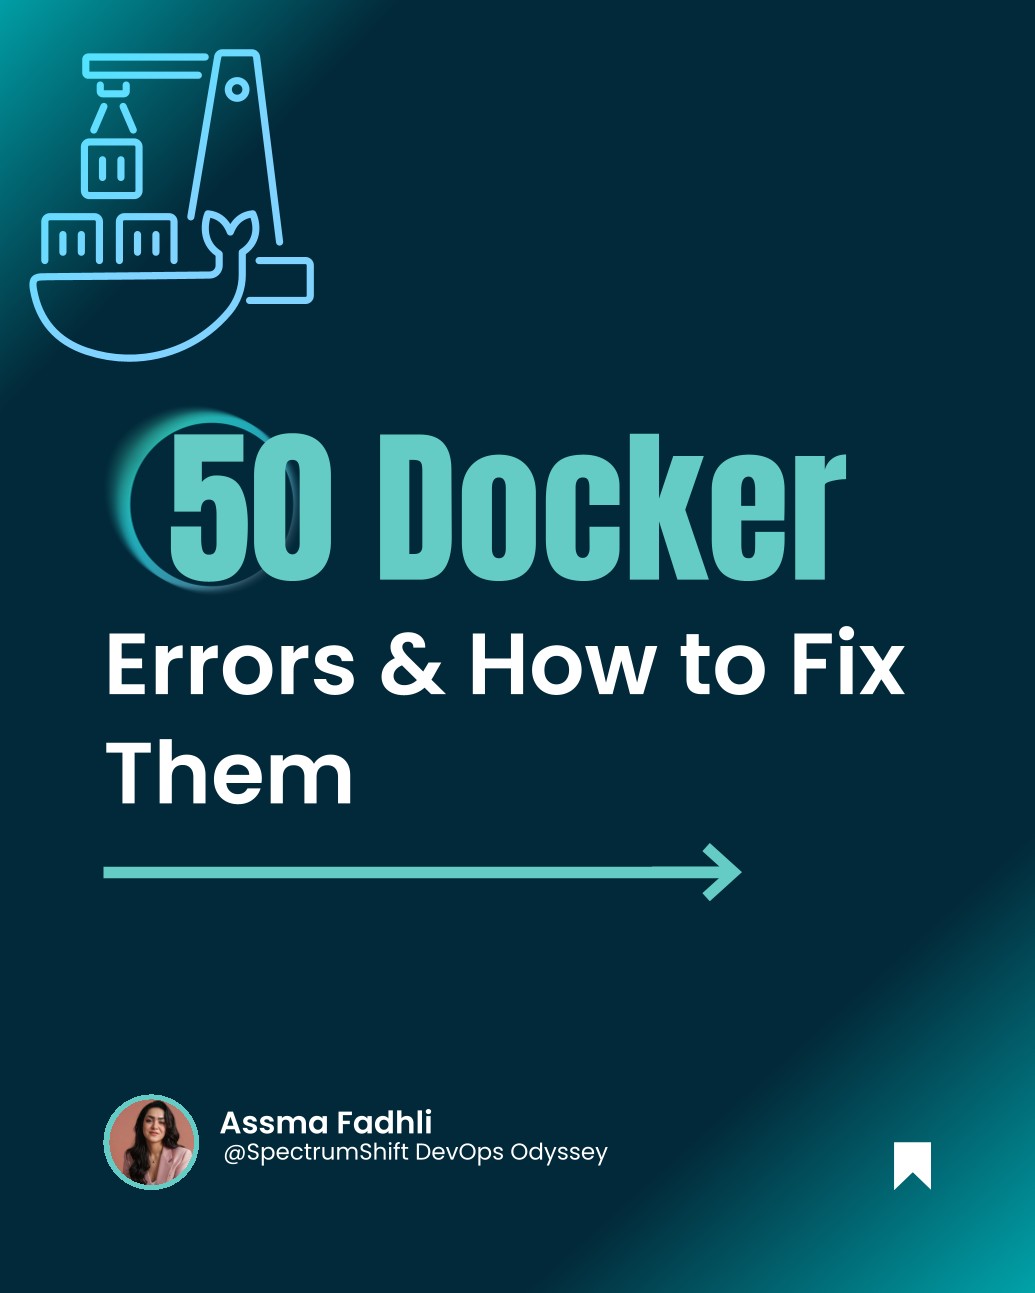 50 Docker
Errors & How to Fix
Them
Assma Fadhli
@SpectrumShift DevOps Odyssey